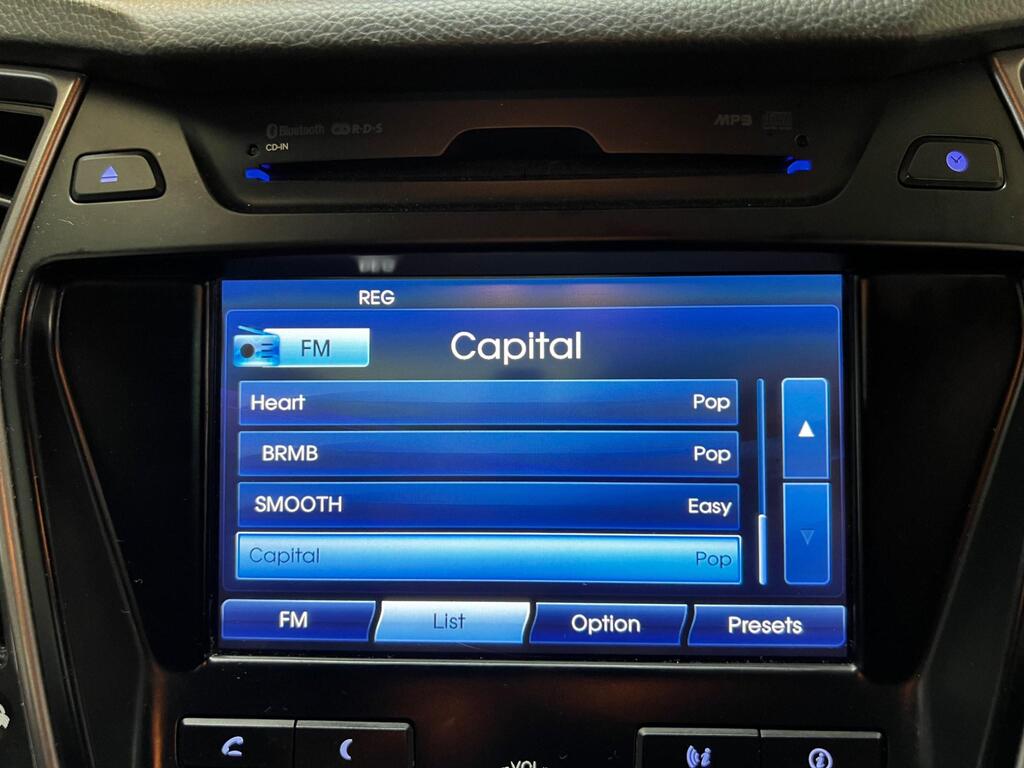 Bluetooth R·D·S MP3
CD-IN
REG
FM Capital
Heart Pop
BRMB Pop
SMOOTH Easy
Capital Pop
FM List Option Presets
VOL